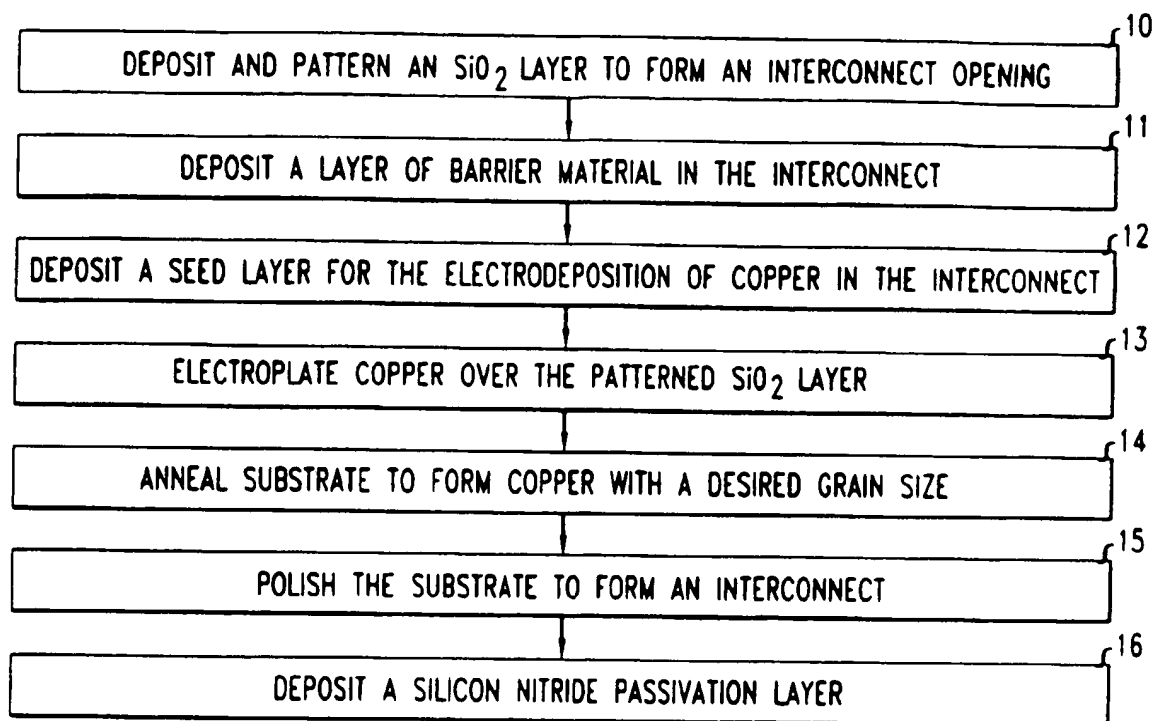 10
DEPOSIT AND PATTERN AN SiO2 LAYER TO FORM AN INTERCONNECT OPENING
11
DEPOSIT A LAYER OF BARRIER MATERIAL IN THE INTERCONNECT
12
DEPOSIT A SEED LAYER FOR THE ELECTRODEPOSITION OF COPPER IN THE INTERCONNECT
13
ELECTROPLATE COPPER OVER THE PATTERNED SiO2 LAYER
14
ANNEAL SUBSTRATE TO FORM COPPER WITH A DESIRED GRAIN SIZE
15
POLISH THE SUBSTRATE TO FORM AN INTERCONNECT
16
DEPOSIT A SILICON NITRIDE PASSIVATION LAYER